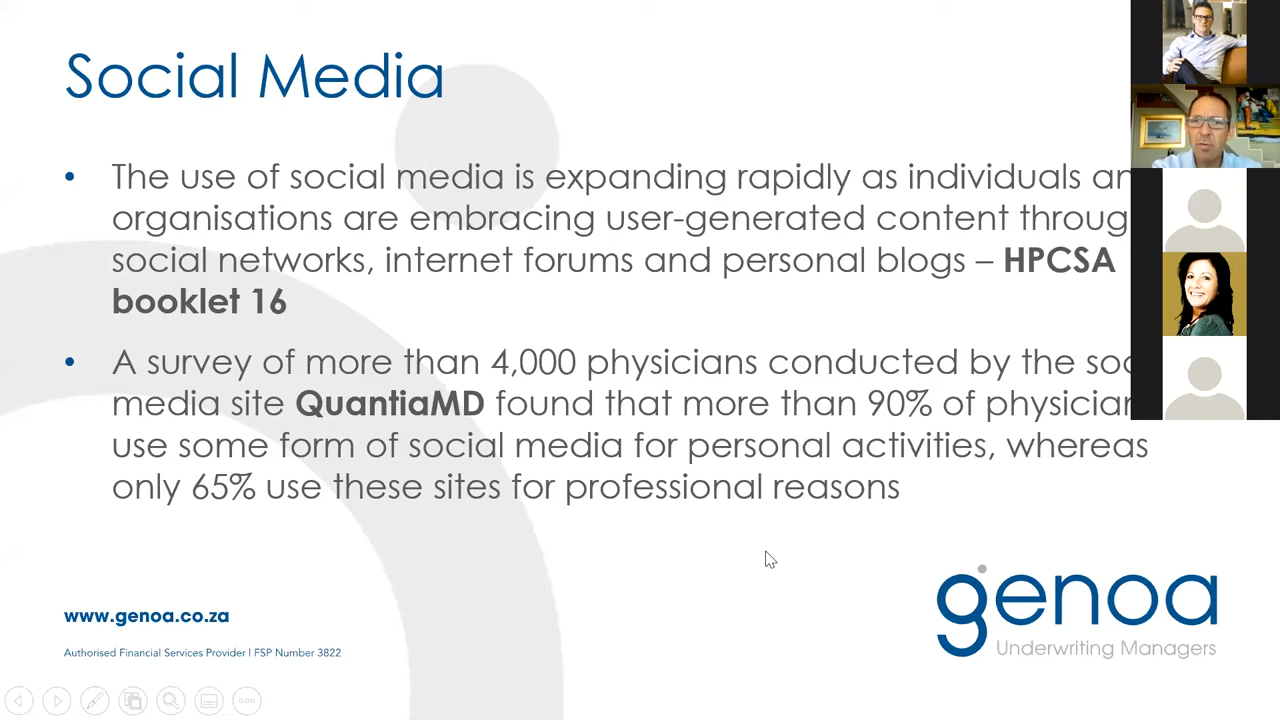 Social Media
• The use of social media is expanding rapidly as individuals an
organisations are embracing user-generated content throug
social networks, internet forums and personal blogs – HPCSA
booklet 16
• A survey of more than 4,000 physicians conducted by the soc
media site QuantiaMD found that more than 90% of physician
use some form of social media for personal activities, whereas
only 65% use these sites for professional reasons
www.genoa.co.za
Authorised Financial Services Provider | FSP Number 3822
genoa
Underwriting Managers